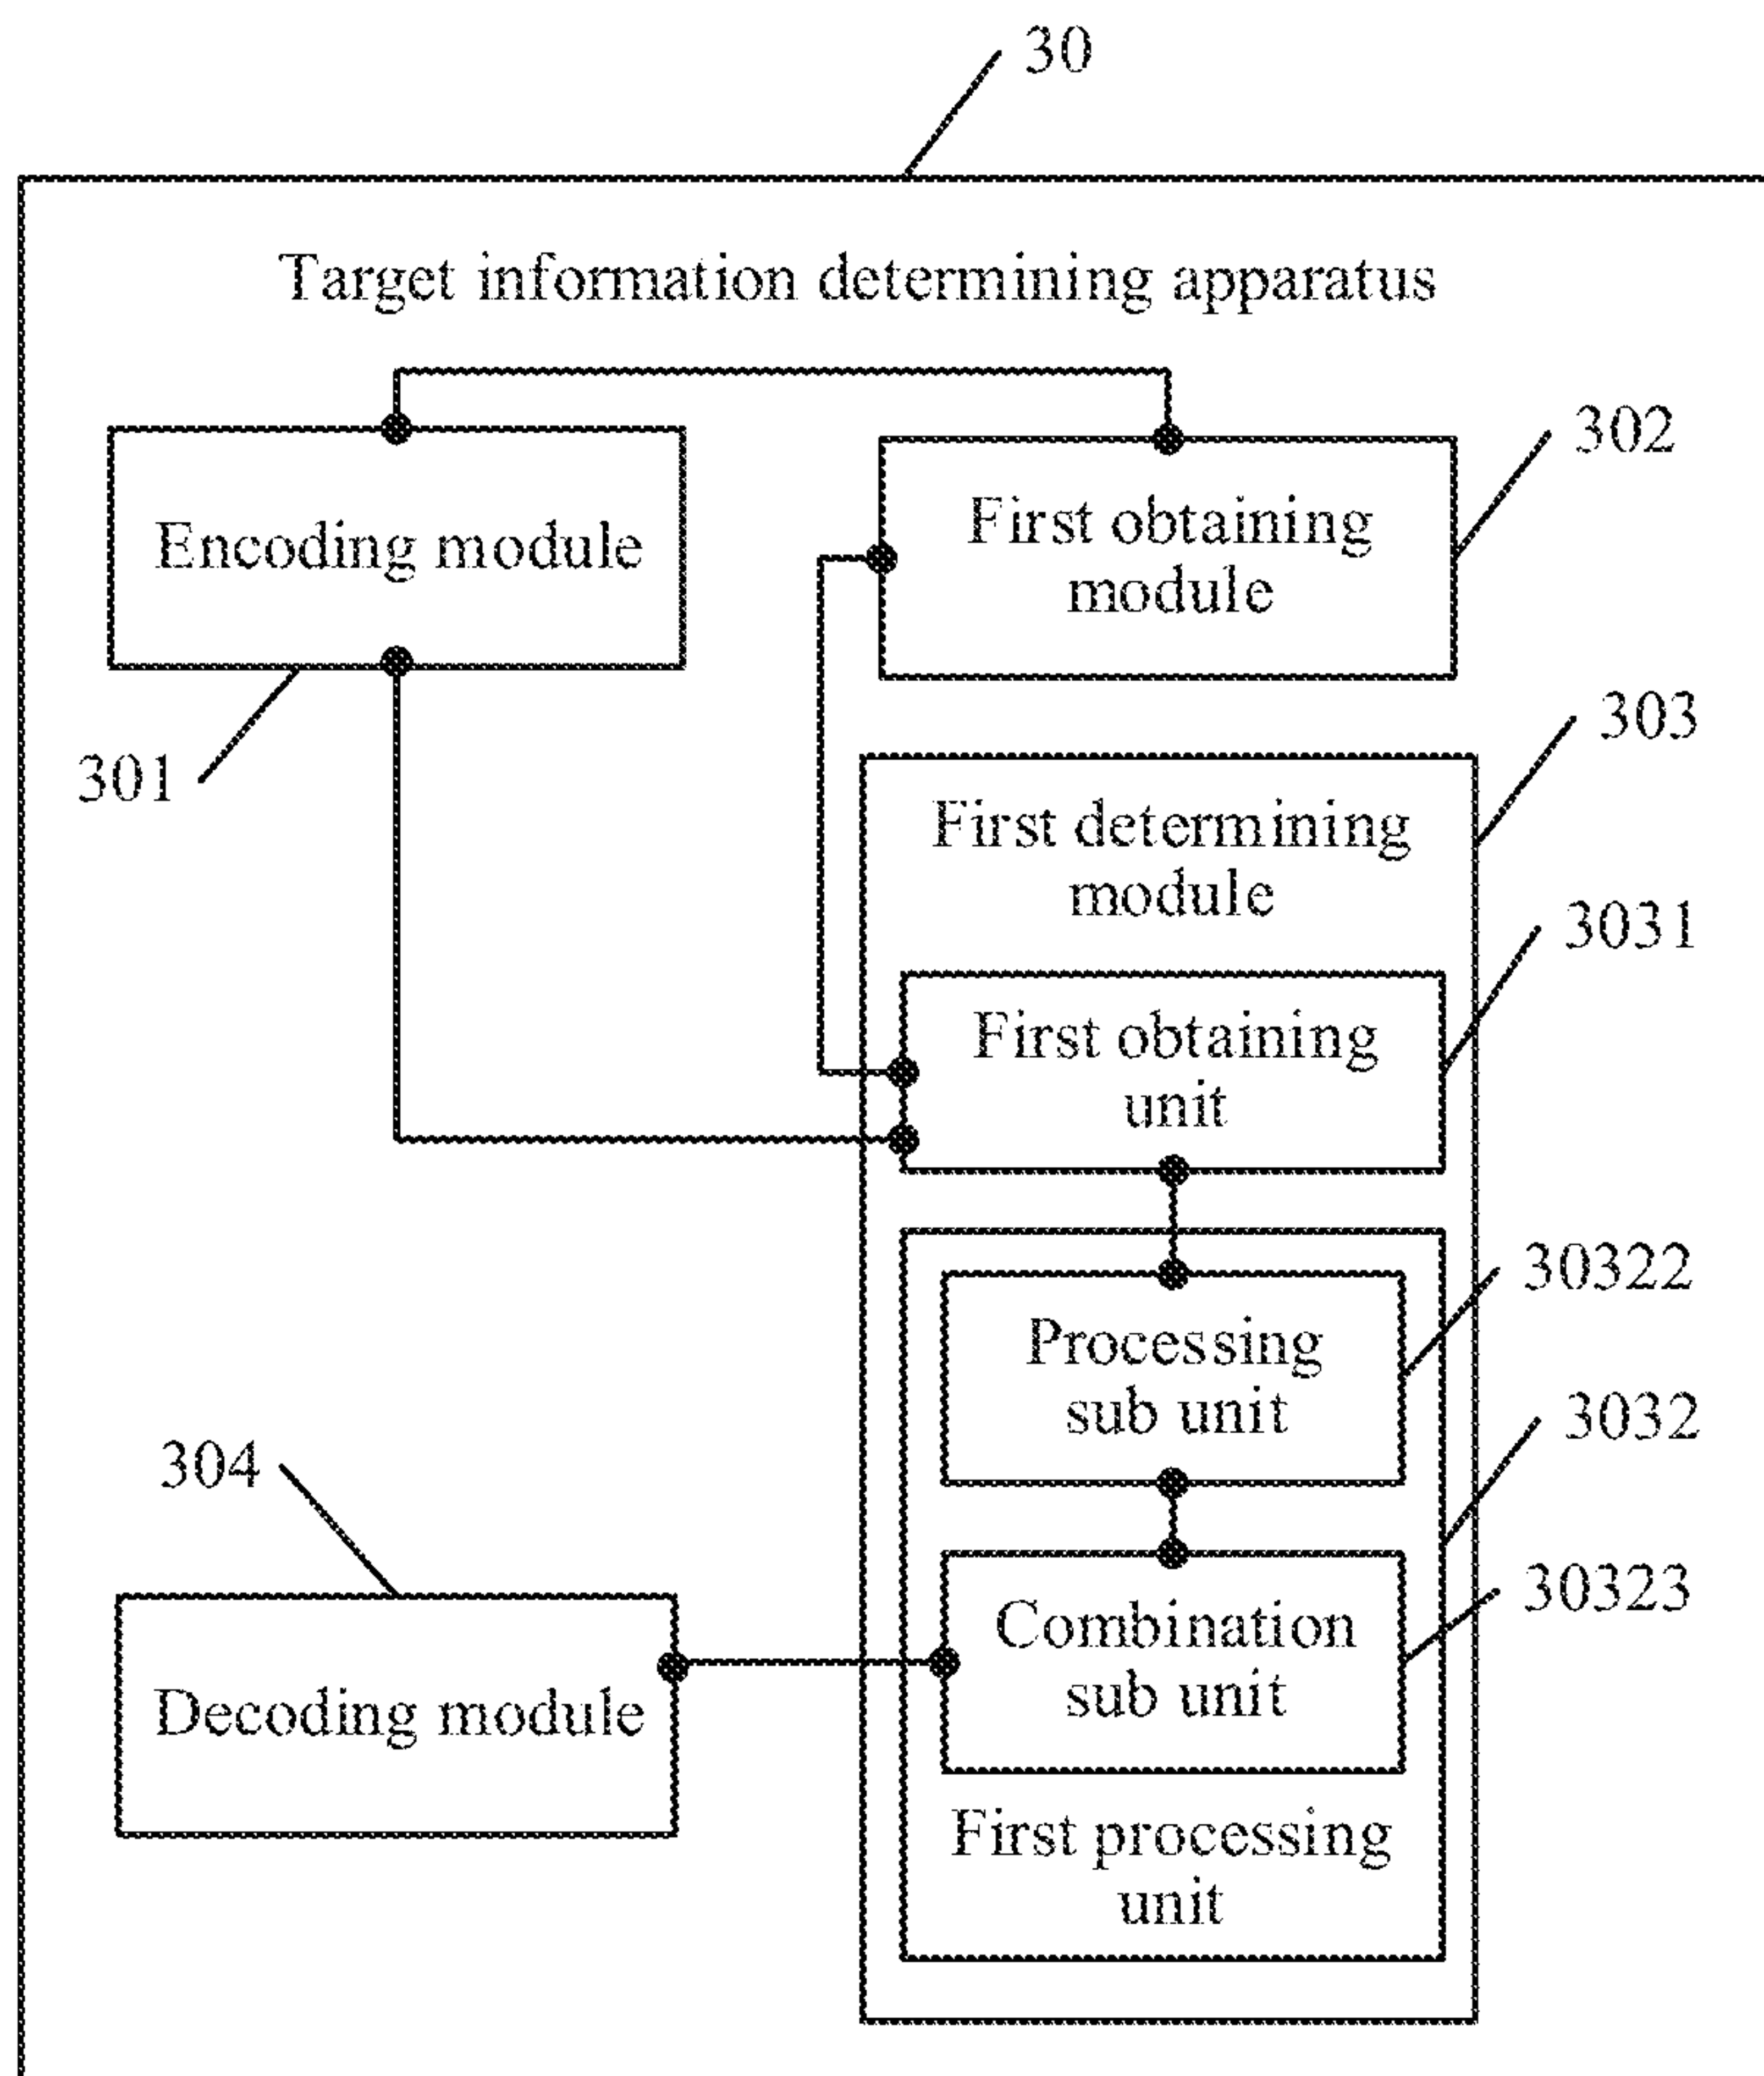 30
Target information determining apparatus
302
Encoding module
First obtaining
module
301
303
First determining
module
3031
First obtaining
unit
30322
Processing
sub unit
3032
304
30323
Combination
sub unit
Decoding module
First processing
unit